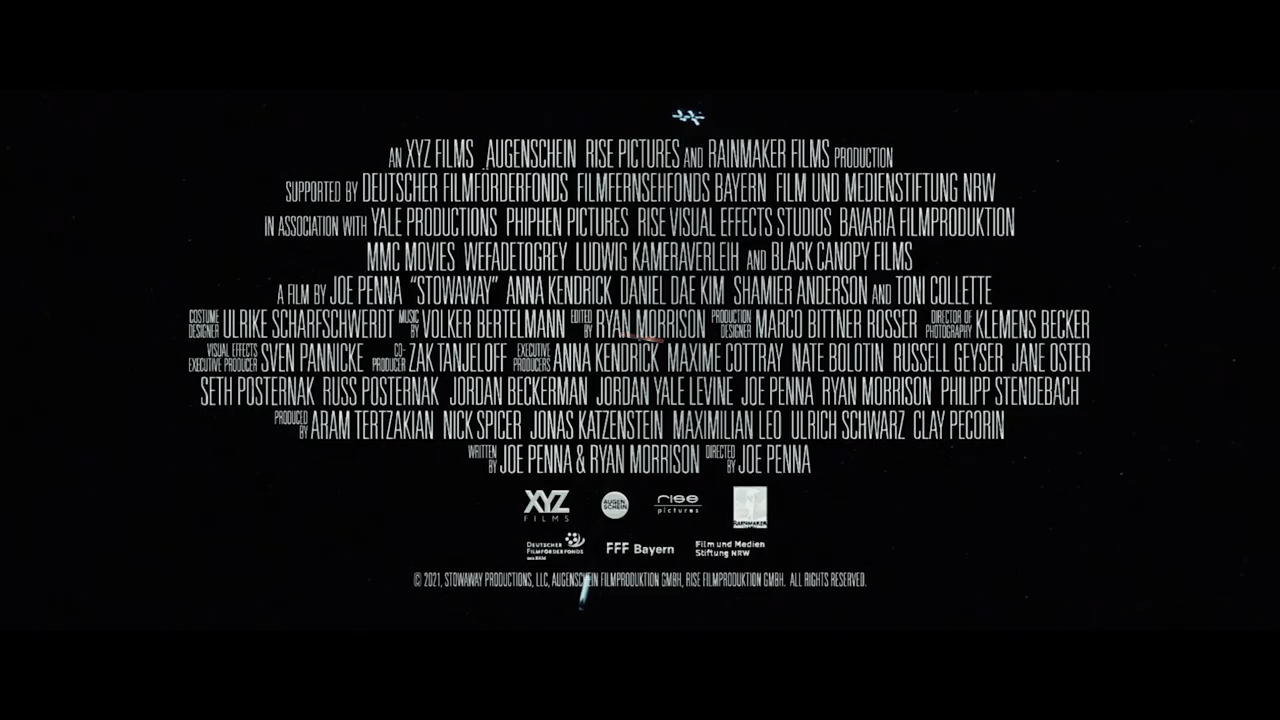 AN XYZ FILMS AUGENSCHEIN RISE PICTURES AND RAINMAKER FILMS PRODUCTION
SUPPORTED BY DEUTSCHER FILMFÖRDERFONDS FILMFERNSEHFONDS BAYERN FILM UND MEDIENSTIFTUNG NRW
IN ASSOCIATION WITH YALE PRODUCTIONS PHIPHEN PICTURES RISE VISUAL EFFECTS STUDIOS BAVARIA FILMPRODUKTION
MMC MOVIES WEFADETOGREY LUDWIG KAMERAVERLEIH AND BLACK CANOPY FILMS
A FILM BY JOE PENNA “STOWAWAY” ANNA KENDRICK DANIEL DAE KIM SHAMIER ANDERSON AND TONI COLLETTE
COSTUME DESIGNER ULRIKE SCHARFSCHWERDT MUSIC BY VOLKER BERTELMANN EDITED BY RYAN MORRISON PRODUCTION DESIGNER MARCO BITTNER ROSSER DIRECTOR OF PHOTOGRAPHY KLEMENS BECKER
VISUAL EFFECTS EXECUTIVE PRODUCER SVEN PANNICKE CO-PRODUCER ZAK TANJELOFF EXECUTIVE PRODUCERS ANNA KENDRICK MAXIME COTTRAY NATE BOLOTIN RUSSELL GEYSER JANE OSTER
SETH POSTERNAK RUSS POSTERNAK JORDAN BECKERMAN JORDAN YALE LEVINE JOE PENNA RYAN MORRISON PHILIPP STENDEBACH
PRODUCED BY ARAM TERTZAKIAN NICK SPICER JONAS KATZENSTEIN MAXIMILIAN LEO ULRICH SCHWARZ CLAY PECORIN
WRITTEN BY JOE PENNA & RYAN MORRISON DIRECTED BY JOE PENNA
XYZ FILMS AUGENSCHEIN rise pictures RAINMAKER
DEUTSCHER FILMFÖRDERFONDS FFF Bayern Film und Medien Stiftung NRW
© 2021, STOWAWAY PRODUCTIONS, LLC, AUGENSCHEIN FILMPRODUKTION GMBH, RISE FILMPRODUKTION GMBH. ALL RIGHTS RESERVED.